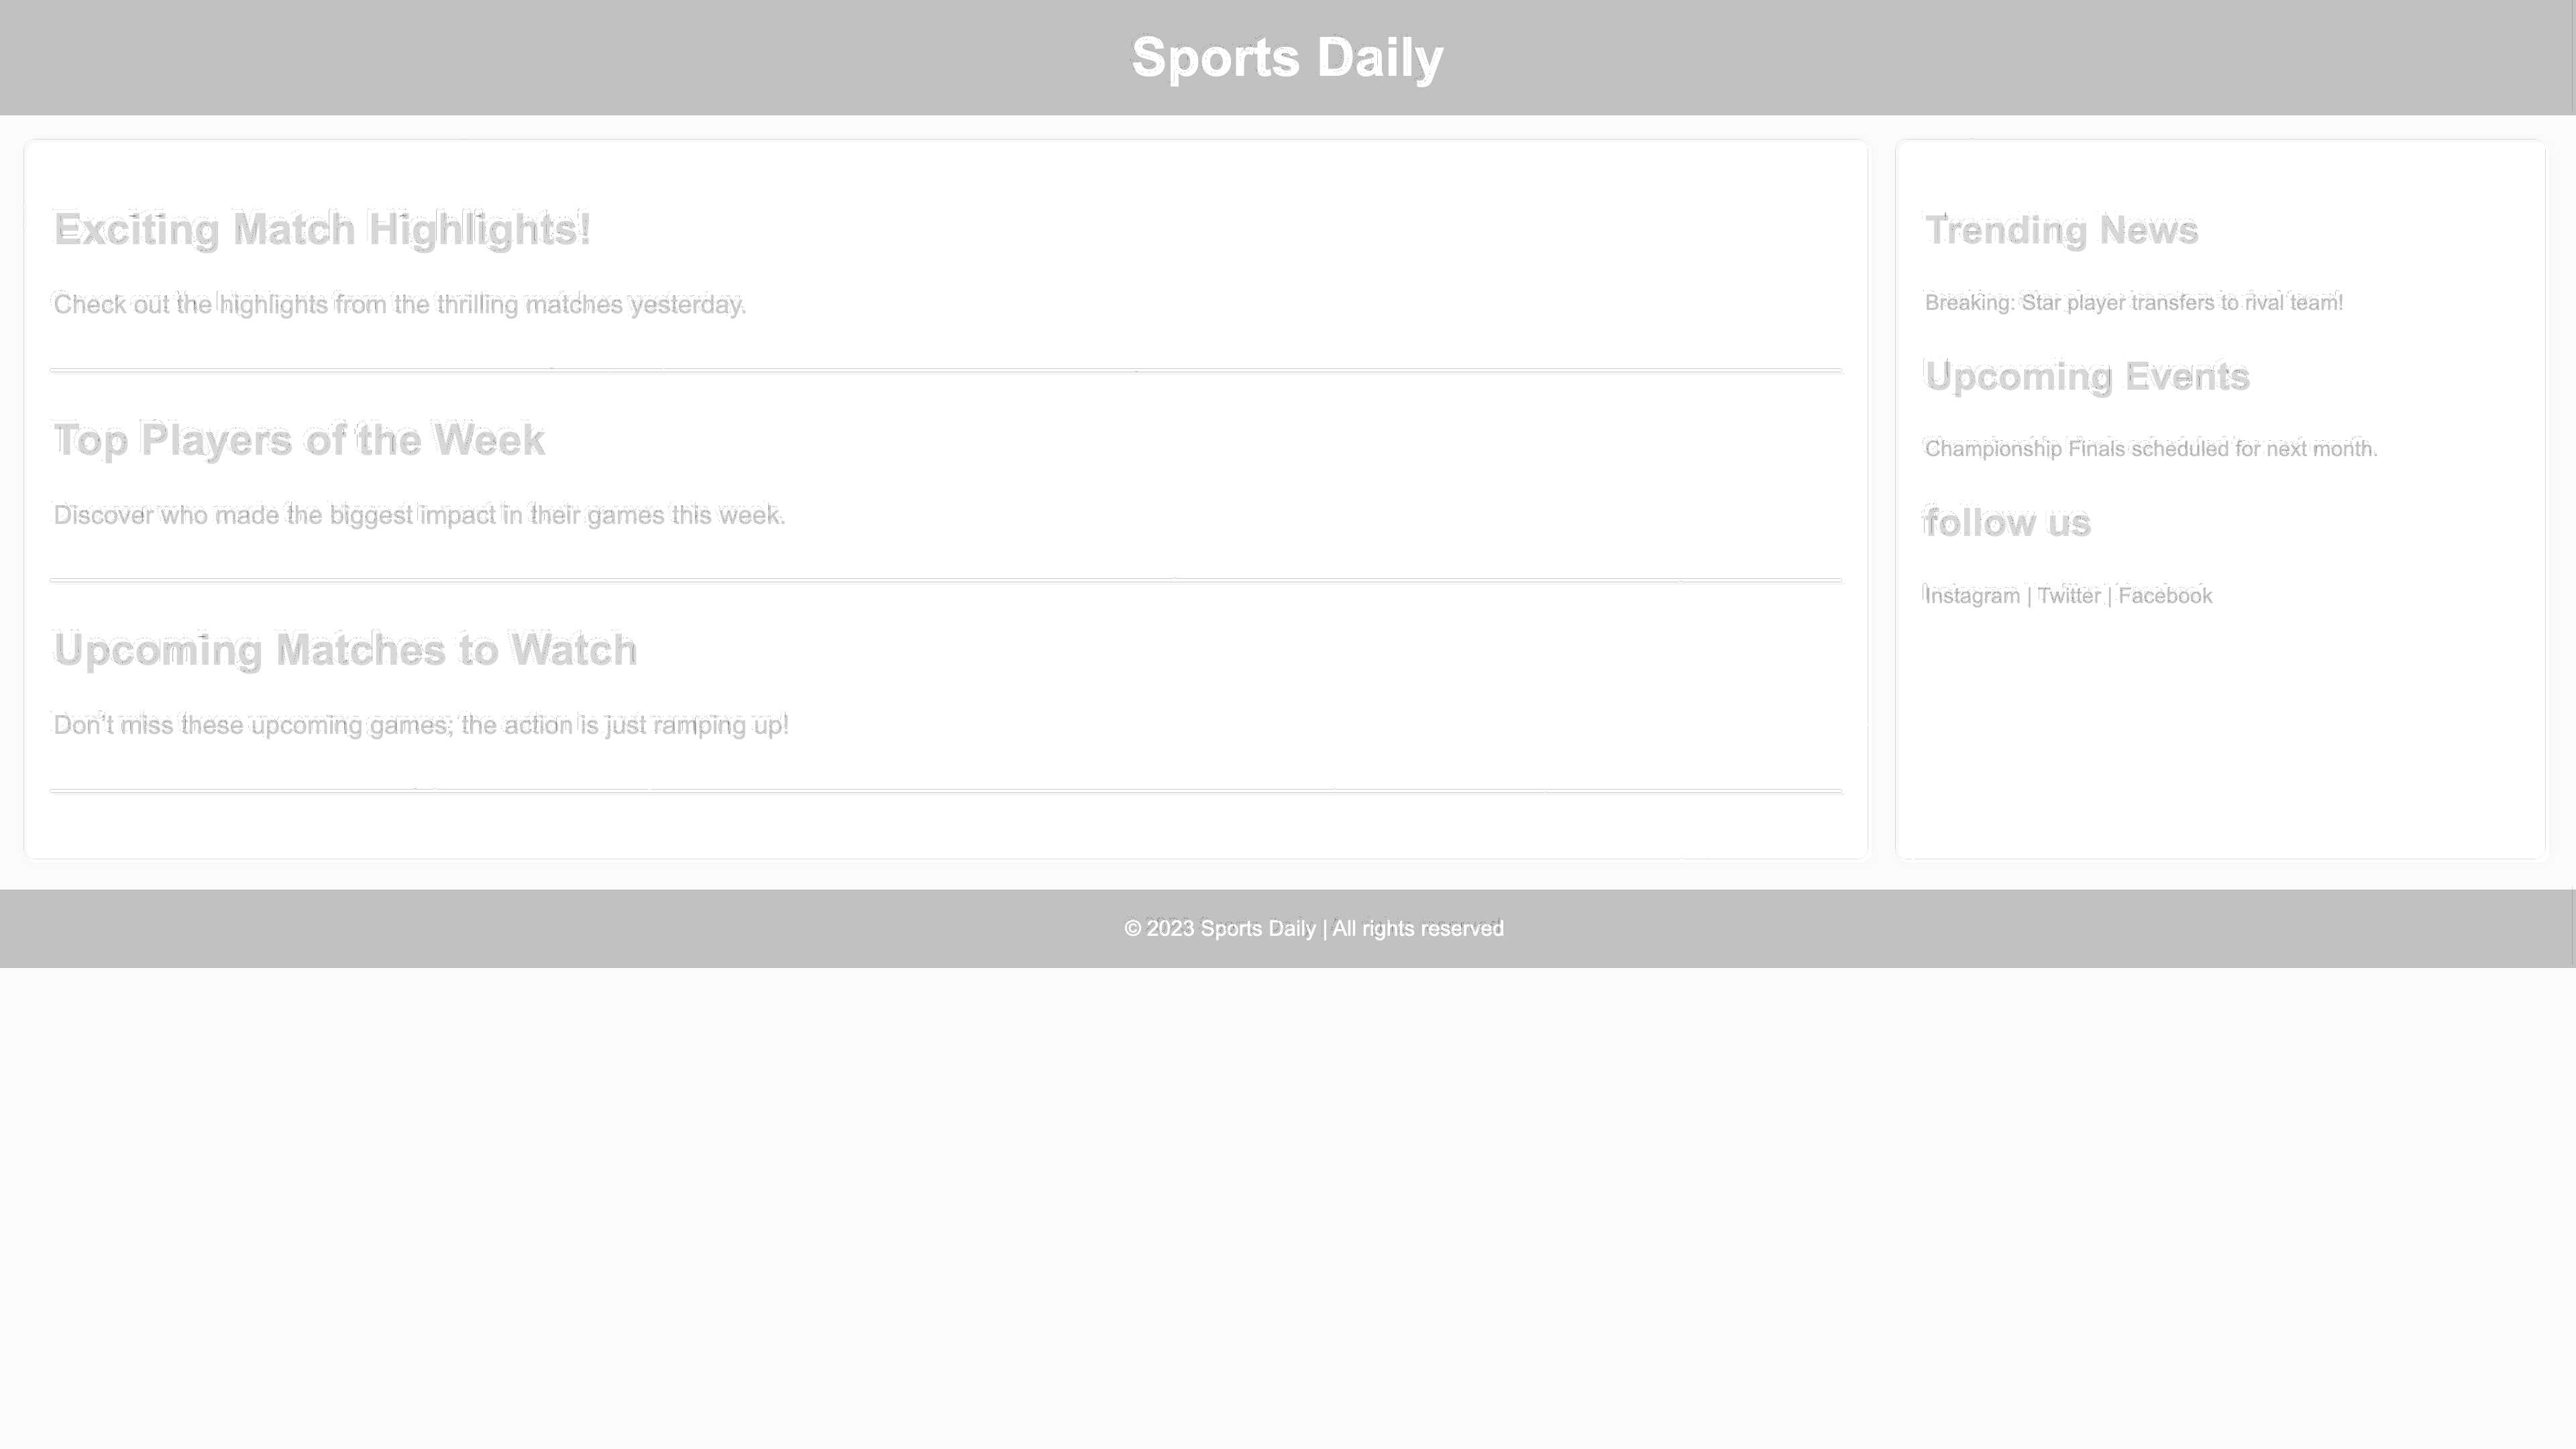 Sports Daily
Exciting Match Highlights!
Check out the highlights from the thrilling matches yesterday.
Top Players of the Week
Discover who made the biggest impact in their games this week.
Upcoming Matches to Watch
Don't miss these upcoming games; the action is just ramping up!
Trending News
Breaking: Star player transfers to rival team!
Upcoming Events
Championship Finals scheduled for next month.
follow us
Instagram | Twitter | Facebook
© 2023 Sports Daily | All rights reserved